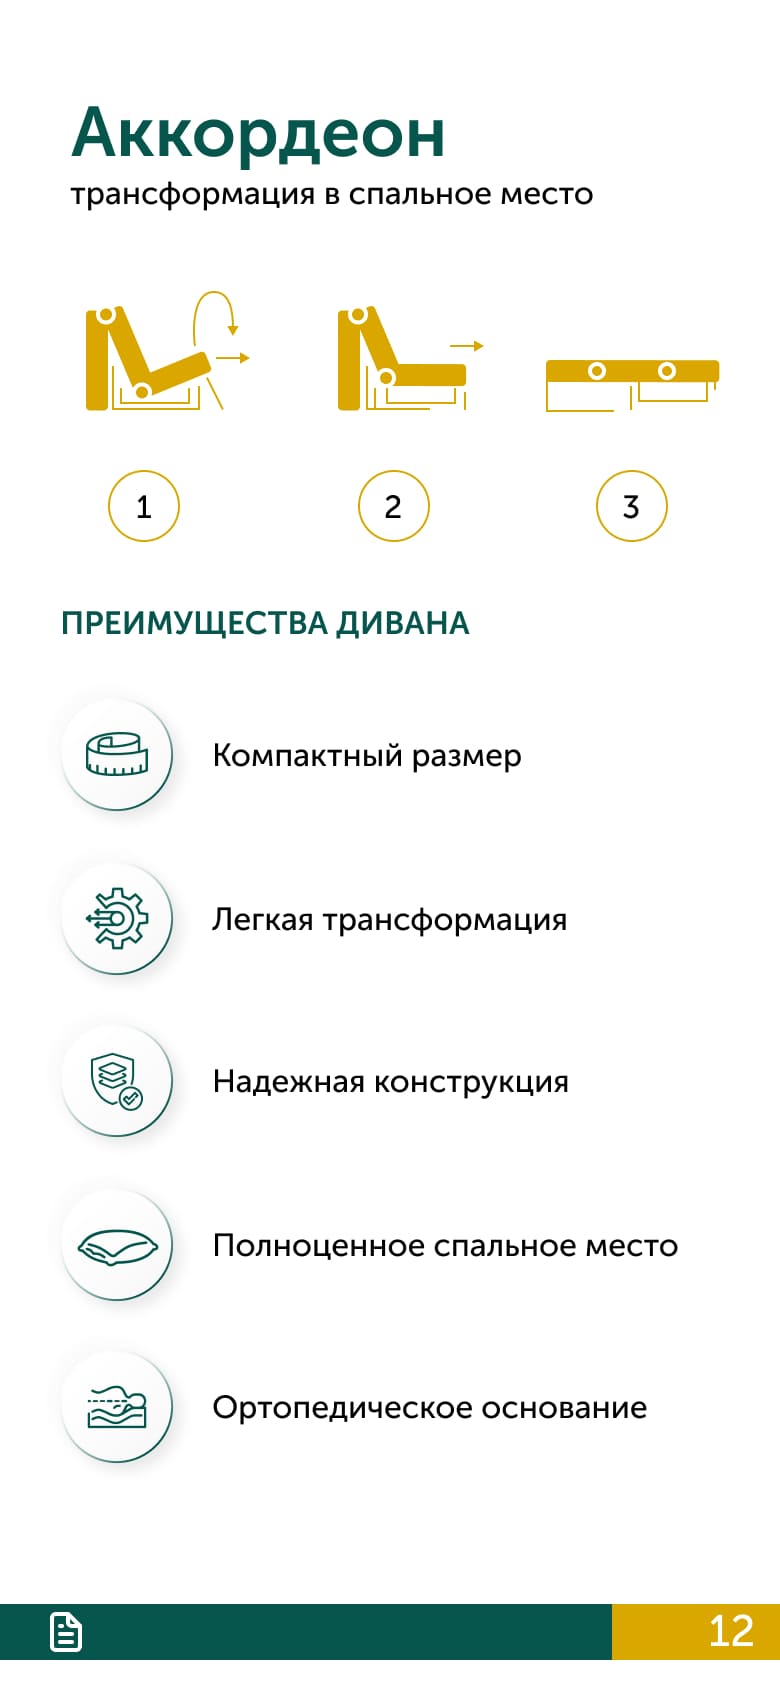 Аккордеон
трансформация в спальное место
1 2 3
ПРЕИМУЩЕСТВА ДИВАНА
Компактный размер
Легкая трансформация
Надежная конструкция
Полноценное спальное место
Ортопедическое основание
12